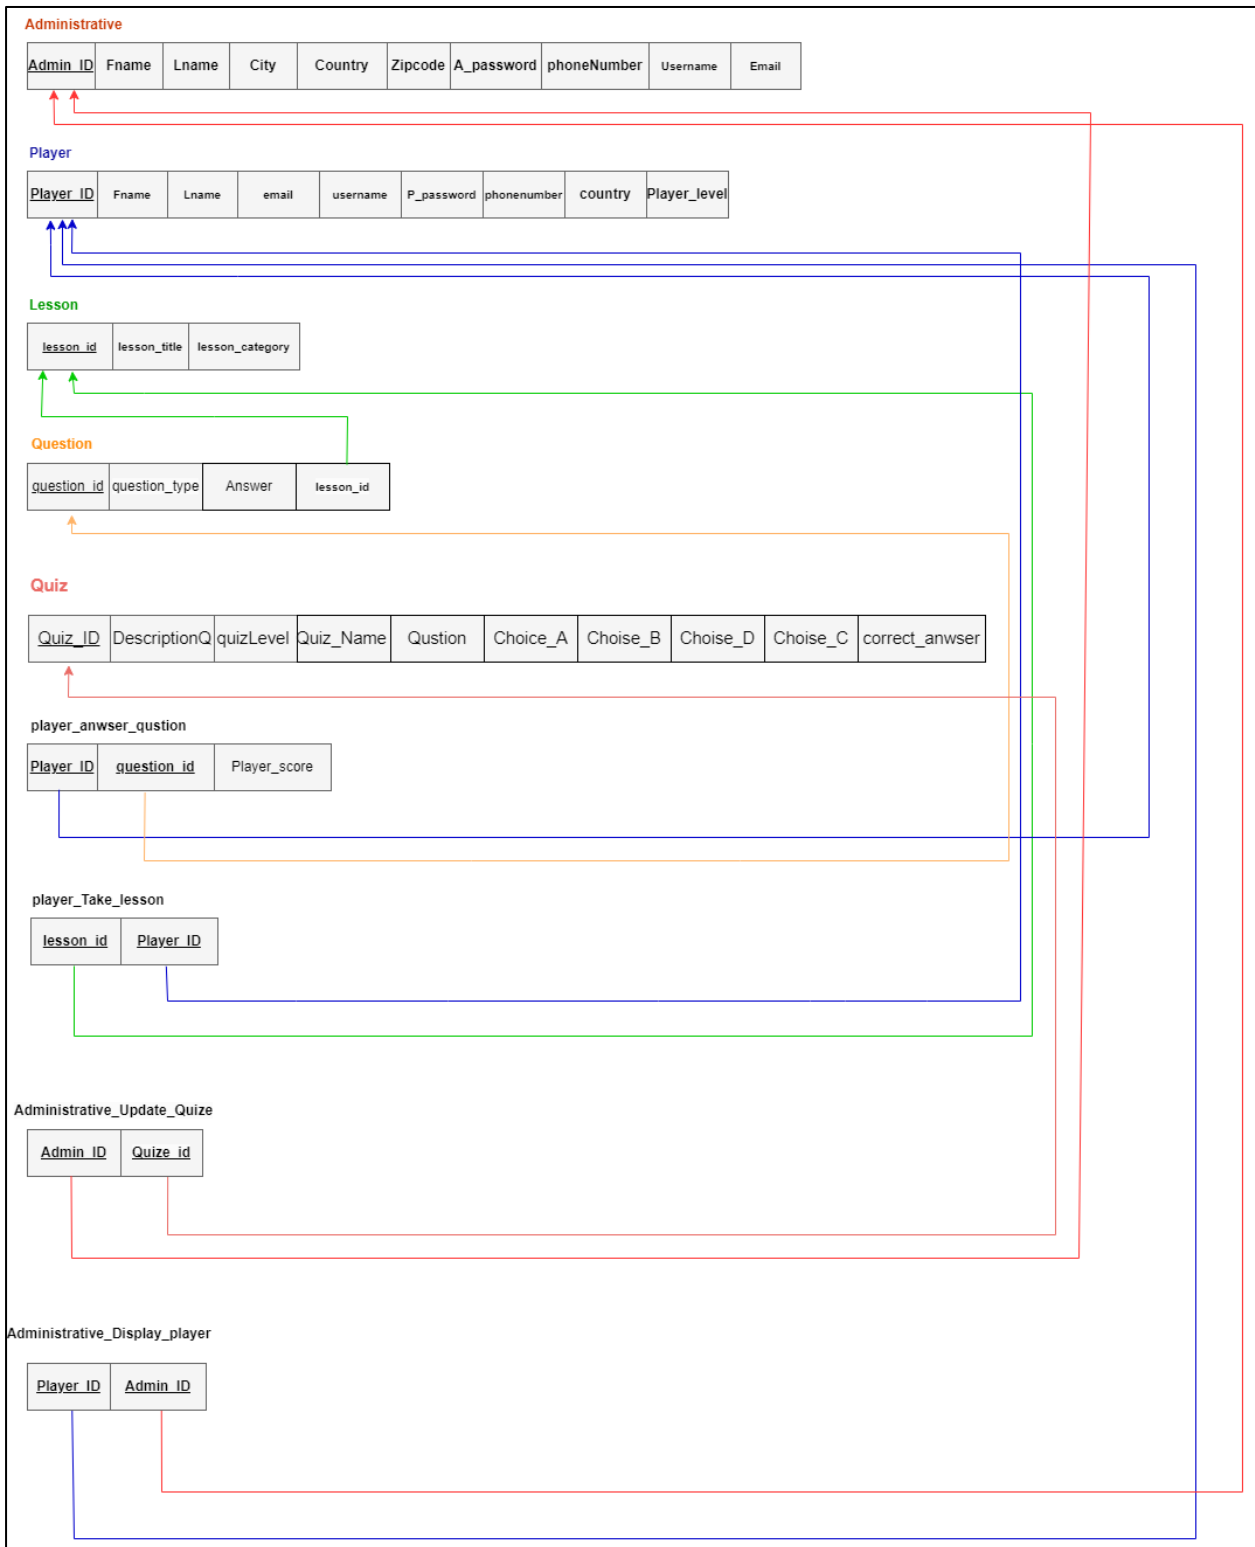 Administrative
Admin_ID Fname Lname City Country Zipcode A_password phoneNumber Username Email
Player
Player_ID Fname Lname email username P_password phonenumber country Player_level
Lesson
lesson_id lesson_title lesson_category
Question
question_id question_type Answer lesson_id
Quiz
Quiz_ID DescriptionQ quizLevel Quiz_Name Qustion Choice_A Choise_B Choise_D Choise_C correct_anwser
player_anwser_qustion
Player_ID question_id Player_score
player_Take_lesson
lesson_id Player_ID
Administrative_Update_Quize
Admin_ID Quize_id
Administrative_Display_player
Player_ID Admin_ID